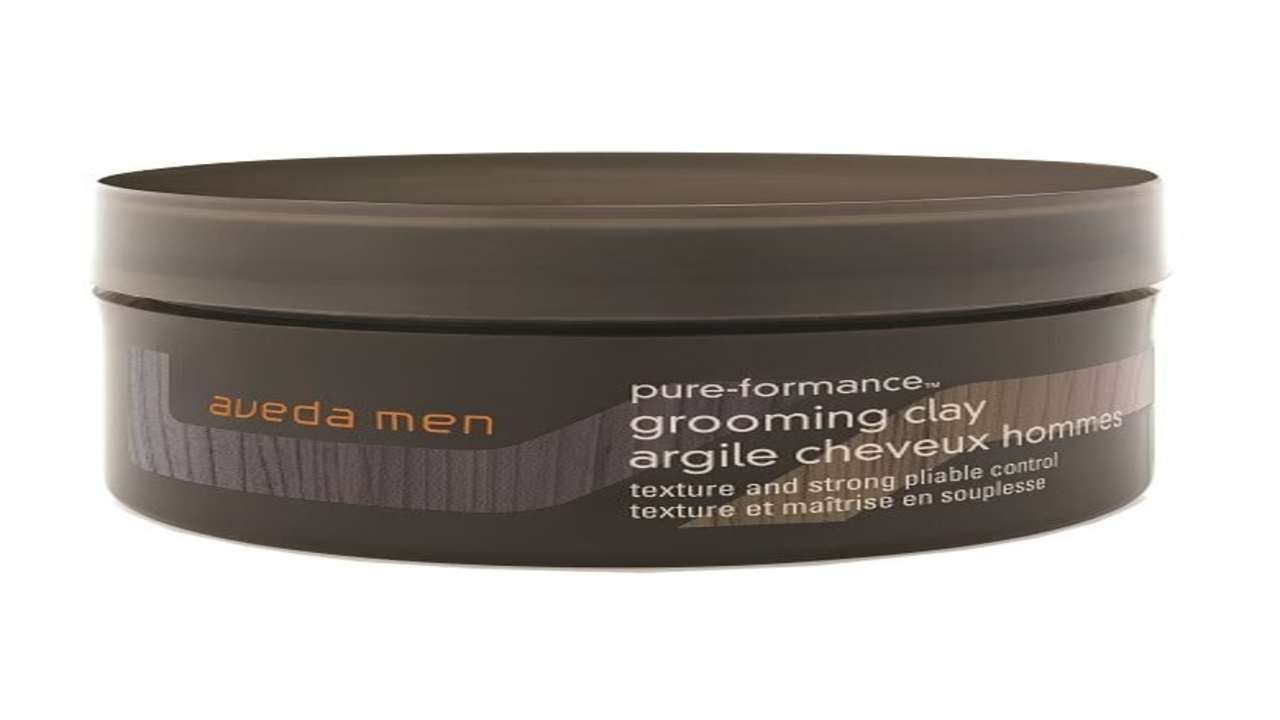 aveda men
pure-formance™
grooming clay
argile cheveux hommes
texture and strong pliable control
texture et maîtrise en souplesse